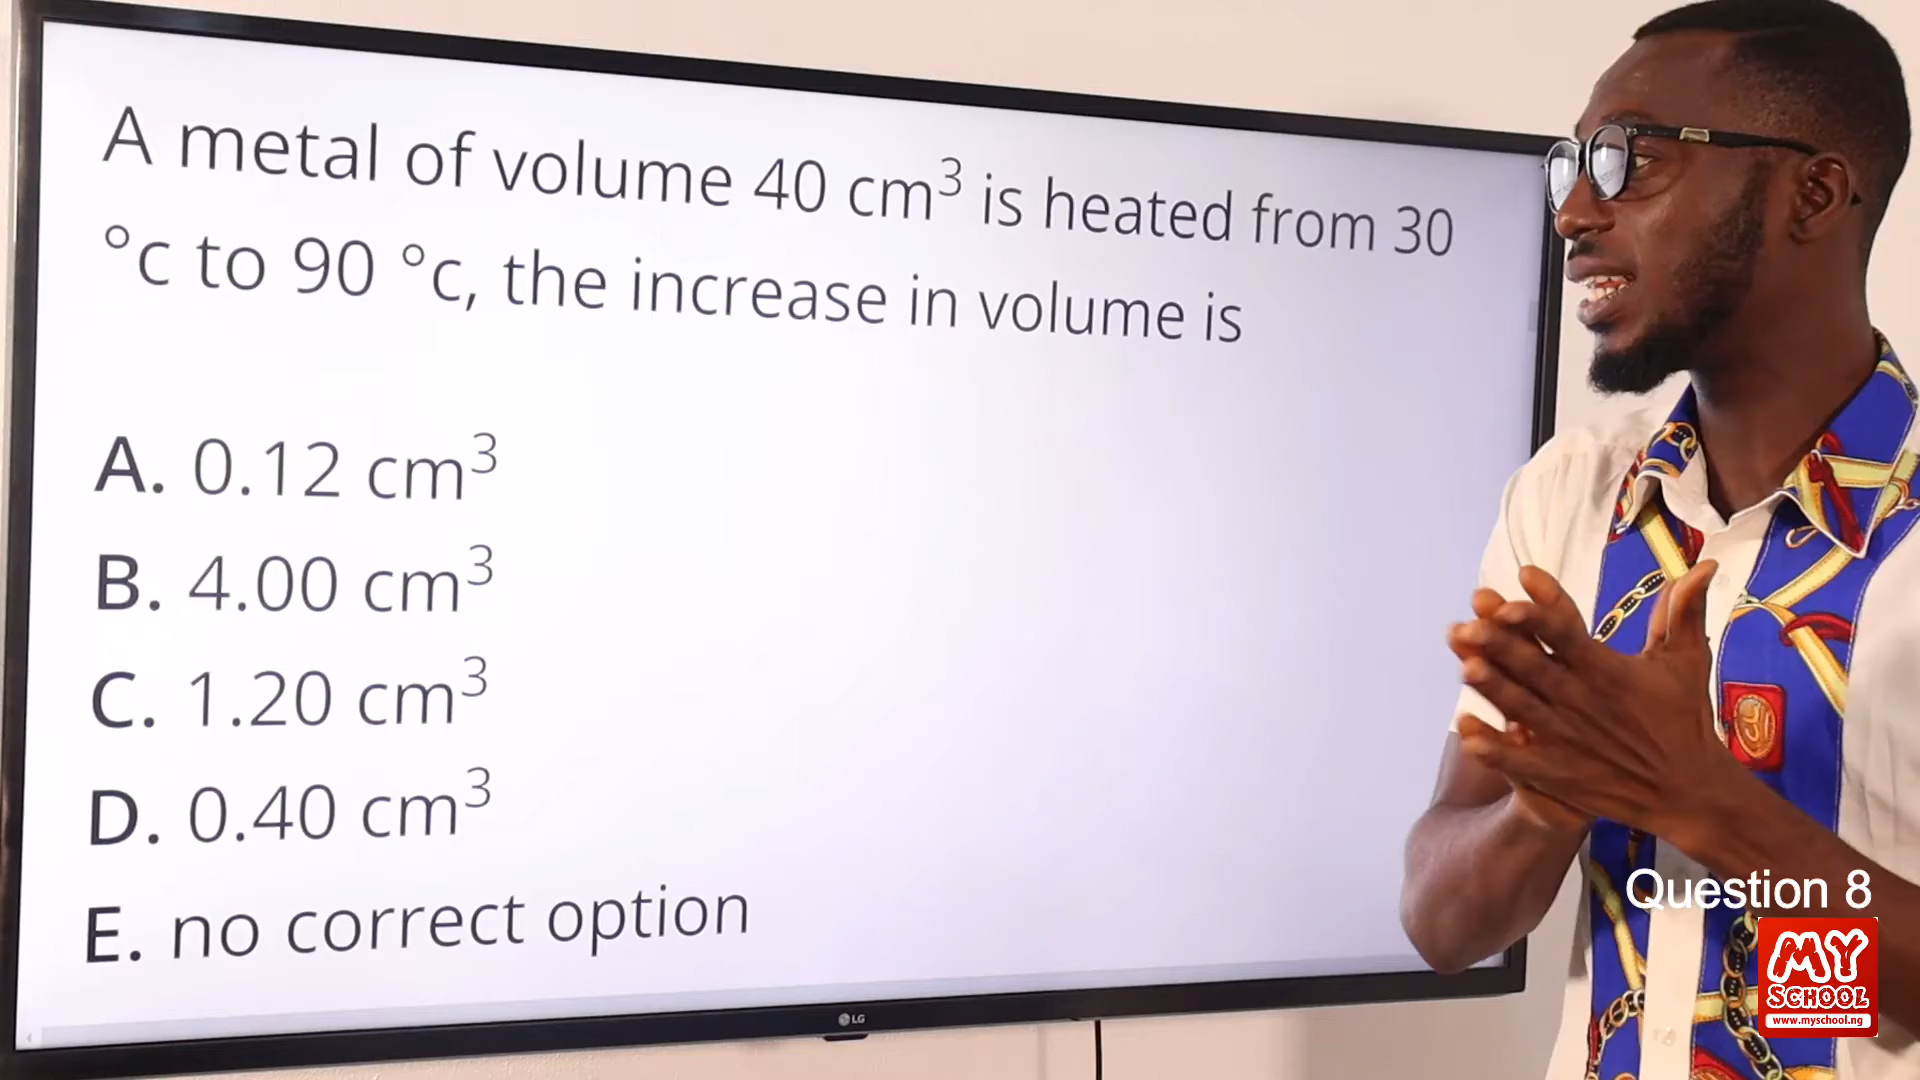 A metal of volume 40 cm³ is heated from 30
°c to 90 °c, the increase in volume is
A. 0.12 cm³
B. 4.00 cm³
C. 1.20 cm³
D. 0.40 cm³
E. no correct option
LG
Question 8
MY
SCHOOL
www.myschool.ng